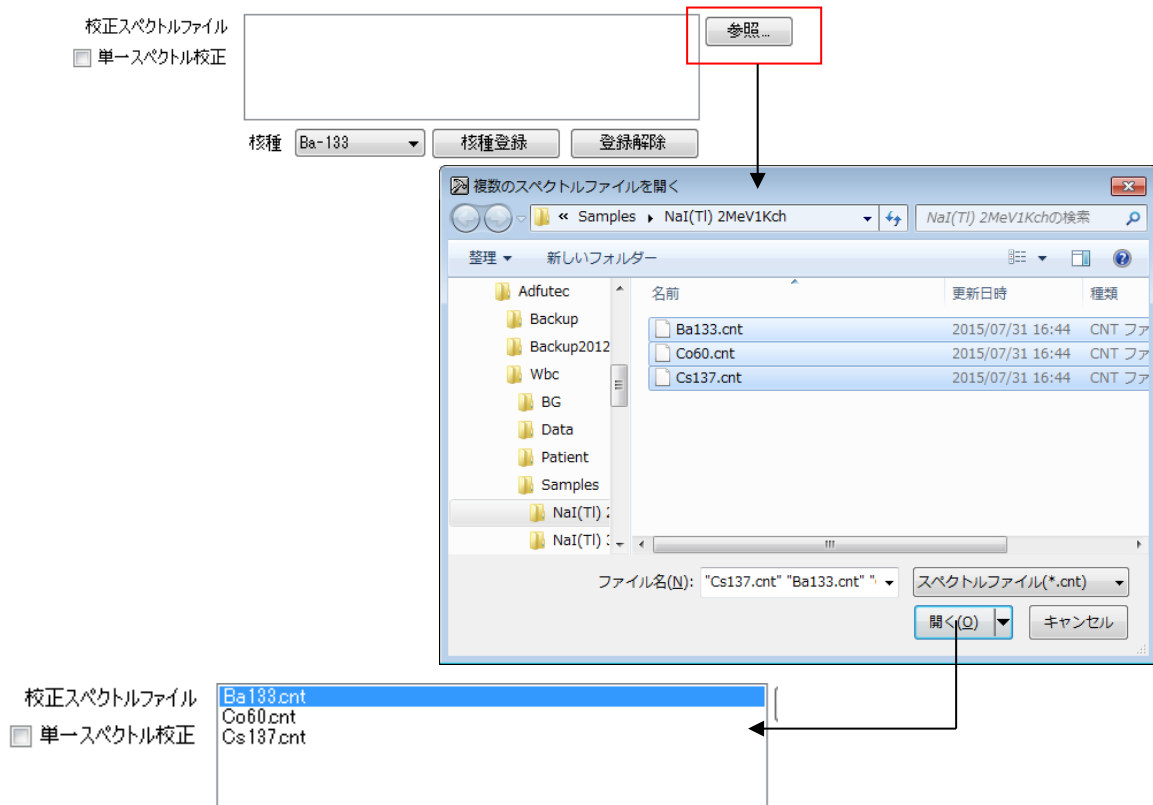 校正スペクトルファイル
参照...
単一スペクトル校正
核種 Ba-133 核種登録 登録解除
複数のスペクトルファイルを開く
« Samples NaI(Tl) 2MeV1Kch NaI(Tl) 2MeV1Kchの検索
整理 新しいフォルダー
Adfutec 名前 更新日時 種類
Backup Ba133.cnt 2015/07/31 16:44 CNT ファ
Backup2012 Co60.cnt 2015/07/31 16:44 CNT ファ
Wbc Cs137.cnt 2015/07/31 16:44 CNT ファ
BG
Data
Patient
Samples
NaI(Tl) 2
NaI(Tl) 3
ファイル名(N): "Cs137.cnt" "Ba133.cnt" " スペクトルファイル(*.cnt)
開く(O) キャンセル
校正スペクトルファイル Ba133.cnt
Co60.cnt
単一スペクトル校正 Cs137.cnt